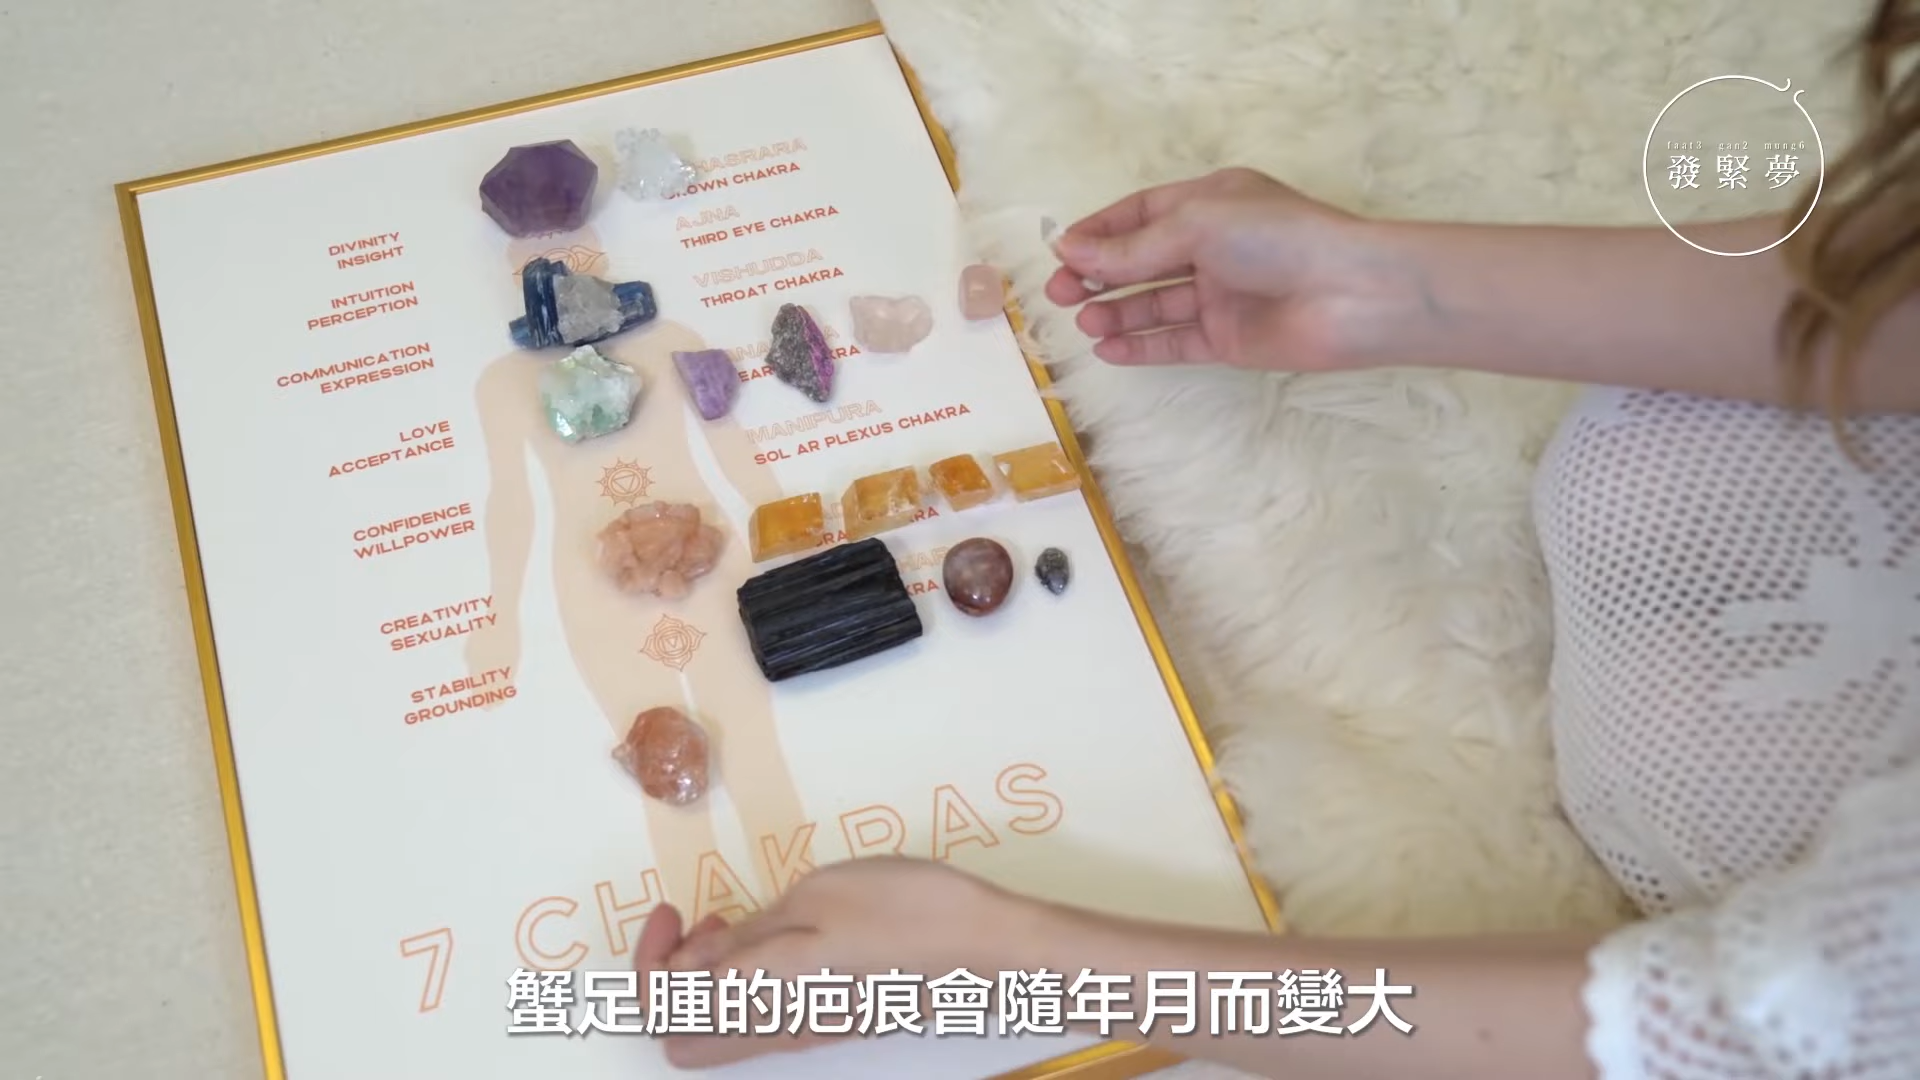 faat3 gan2 mung6
發緊夢
DIVINITY
INSIGHT
INTUITION
PERCEPTION
COMMUNICATION
EXPRESSION
LOVE
ACCEPTANCE
CONFIDENCE
WILLPOWER
CREATIVITY
SEXUALITY
STABILITY
GROUNDING
CROWN CHAKRA
AJNA
THIRD EYE CHAKRA
VISHUDDA
THROAT CHAKRA
MANIPURA
SOLAR PLEXUS CHAKRA
7 CHAKRAS
蟹足腫的疤痕會隨年月而變大